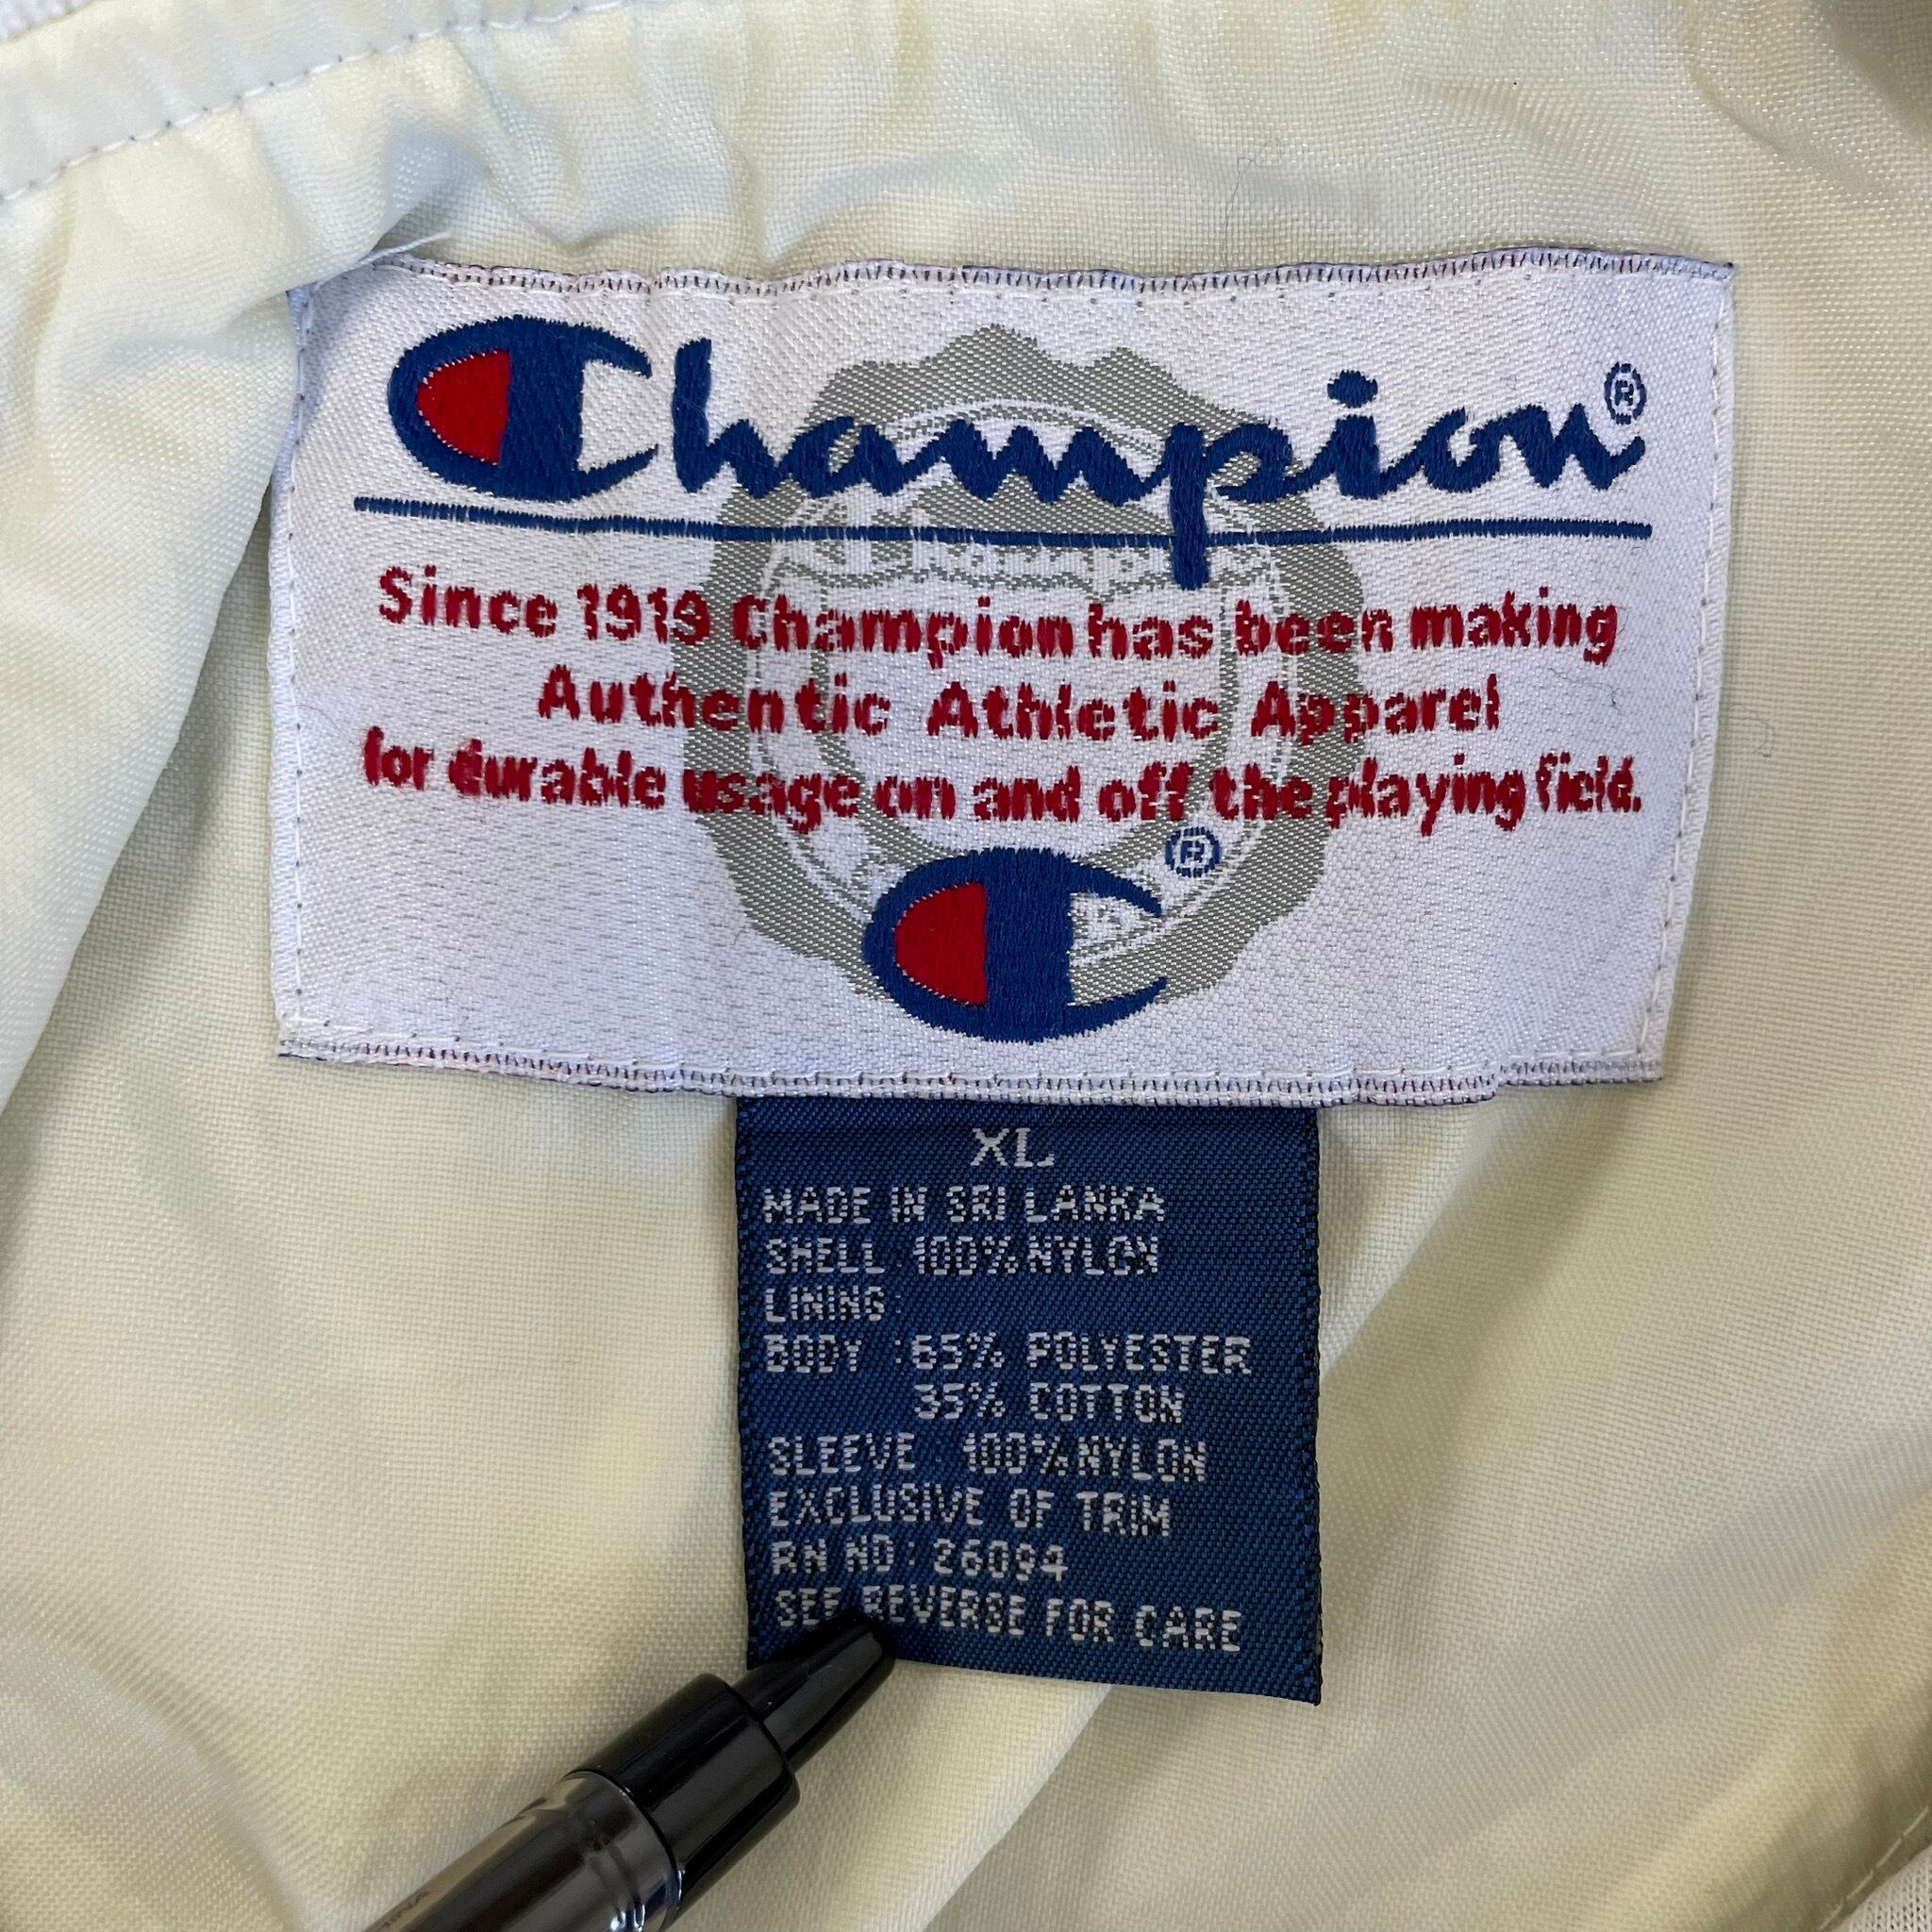 Champion®
Since 1919 Champion has been making
Authentic Athletic Apparel
for durable usage on and off the playing field.
®
XL
MADE IN SRI LANKA
SHELL : 100% NYLON
LINING :
BODY : 65% POLYESTER
35% COTTON
SLEEVE : 100% NYLON
EXCLUSIVE OF TRIM
RN NO : 26094
SEE REVERSE FOR CARE